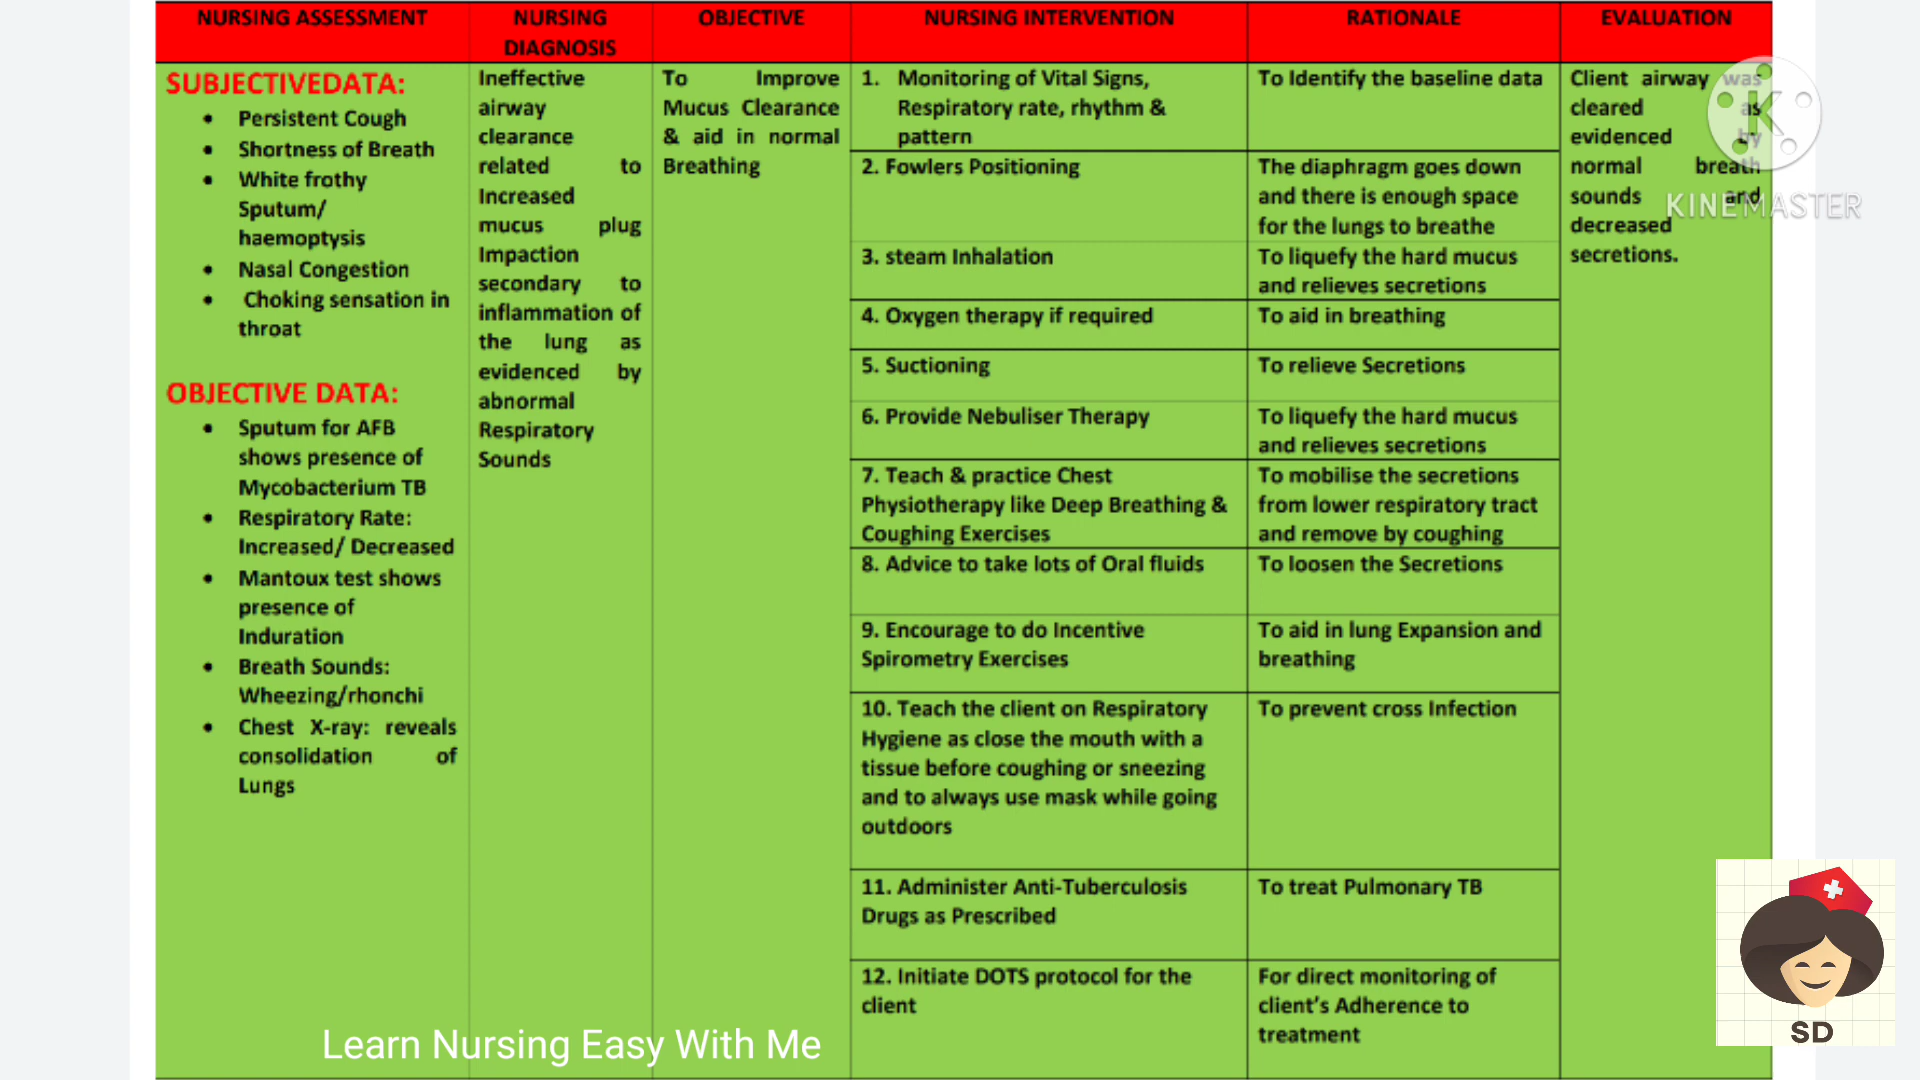 NURSING ASSESSMENT
NURSING
DIAGNOSIS
OBJECTIVE
NURSING INTERVENTION
RATIONALE
EVALUATION
SUBJECTIVEDATA:
• Persistent Cough
• Shortness of Breath
• White frothy
Sputum/
haemoptysis
• Nasal Congestion
• Choking sensation in
throat
OBJECTIVE DATA:
• Sputum for AFB
shows presence of
Mycobacterium TB
• Respiratory Rate:
Increased/ Decreased
• Mantoux test shows
presence of
Induration
• Breath Sounds:
Wheezing/rhonchi
• Chest X-ray: reveals
consolidation of
Lungs
Ineffective
airway
clearance
related to
Increased
mucus plug
Impaction
secondary to
inflammation of
the lung as
evidenced by
abnormal
Respiratory
Sounds
To Improve
Mucus Clearance
& aid in normal
Breathing
1. Monitoring of Vital Signs,
Respiratory rate, rhythm &
pattern
To Identify the baseline data
2. Fowlers Positioning
The diaphragm goes down
and there is enough space
for the lungs to breathe
3. steam Inhalation
To liquefy the hard mucus
and relieves secretions
4. Oxygen therapy if required
To aid in breathing
5. Suctioning
To relieve Secretions
6. Provide Nebuliser Therapy
To liquefy the hard mucus
and relieves secretions
7. Teach & practice Chest
Physiotherapy like Deep Breathing &
Coughing Exercises
To mobilise the secretions
from lower respiratory tract
and remove by coughing
8. Advice to take lots of Oral fluids
To loosen the Secretions
9. Encourage to do Incentive
Spirometry Exercises
To aid in lung Expansion and
breathing
10. Teach the client on Respiratory
Hygiene as close the mouth with a
tissue before coughing or sneezing
and to always use mask while going
outdoors
To prevent cross Infection
11. Administer Anti-Tuberculosis
Drugs as Prescribed
To treat Pulmonary TB
12. Initiate DOTS protocol for the
client
For direct monitoring of
client's Adherence to
treatment
Client airway was
cleared as
evidenced by
normal breath
sounds and
decreased
secretions.
K
KINEMASTER
Learn Nursing Easy With Me
SD